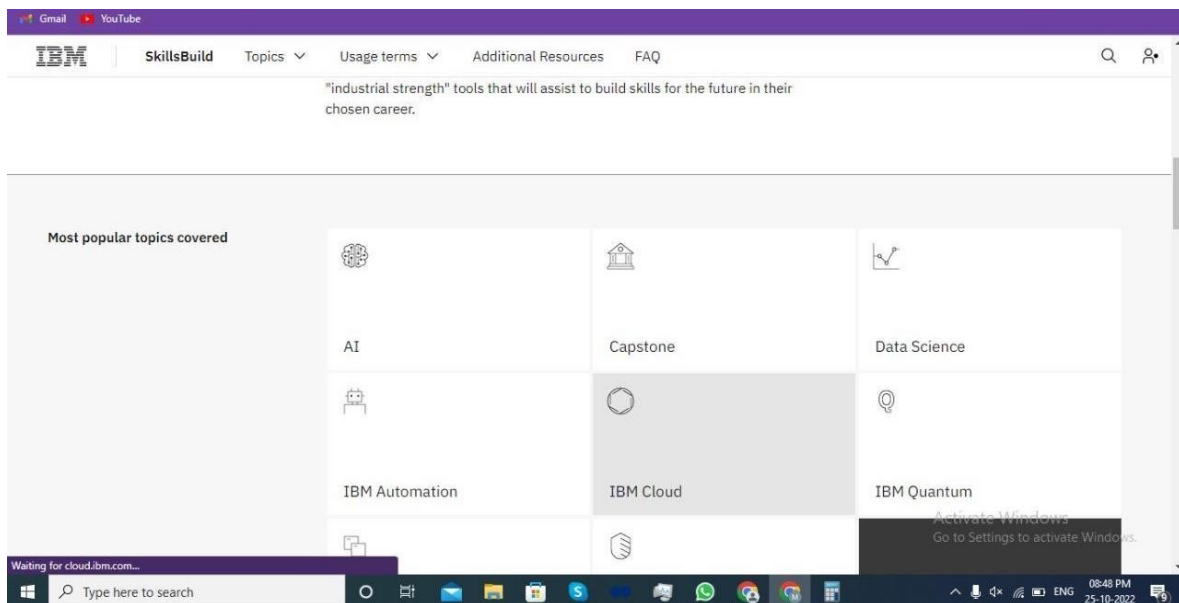 Gmail YouTube
IBM SkillsBuild Topics Usage terms Additional Resources FAQ
"industrial strength" tools that will assist to build skills for the future in their
chosen career.
Most popular topics covered
AI Capstone Data Science
IBM Automation IBM Cloud IBM Quantum
Activate Windows
Go to Settings to activate Windows.
Waiting for cloud.ibm.com...
Type here to search ENG 08:48 PM
25-10-2022